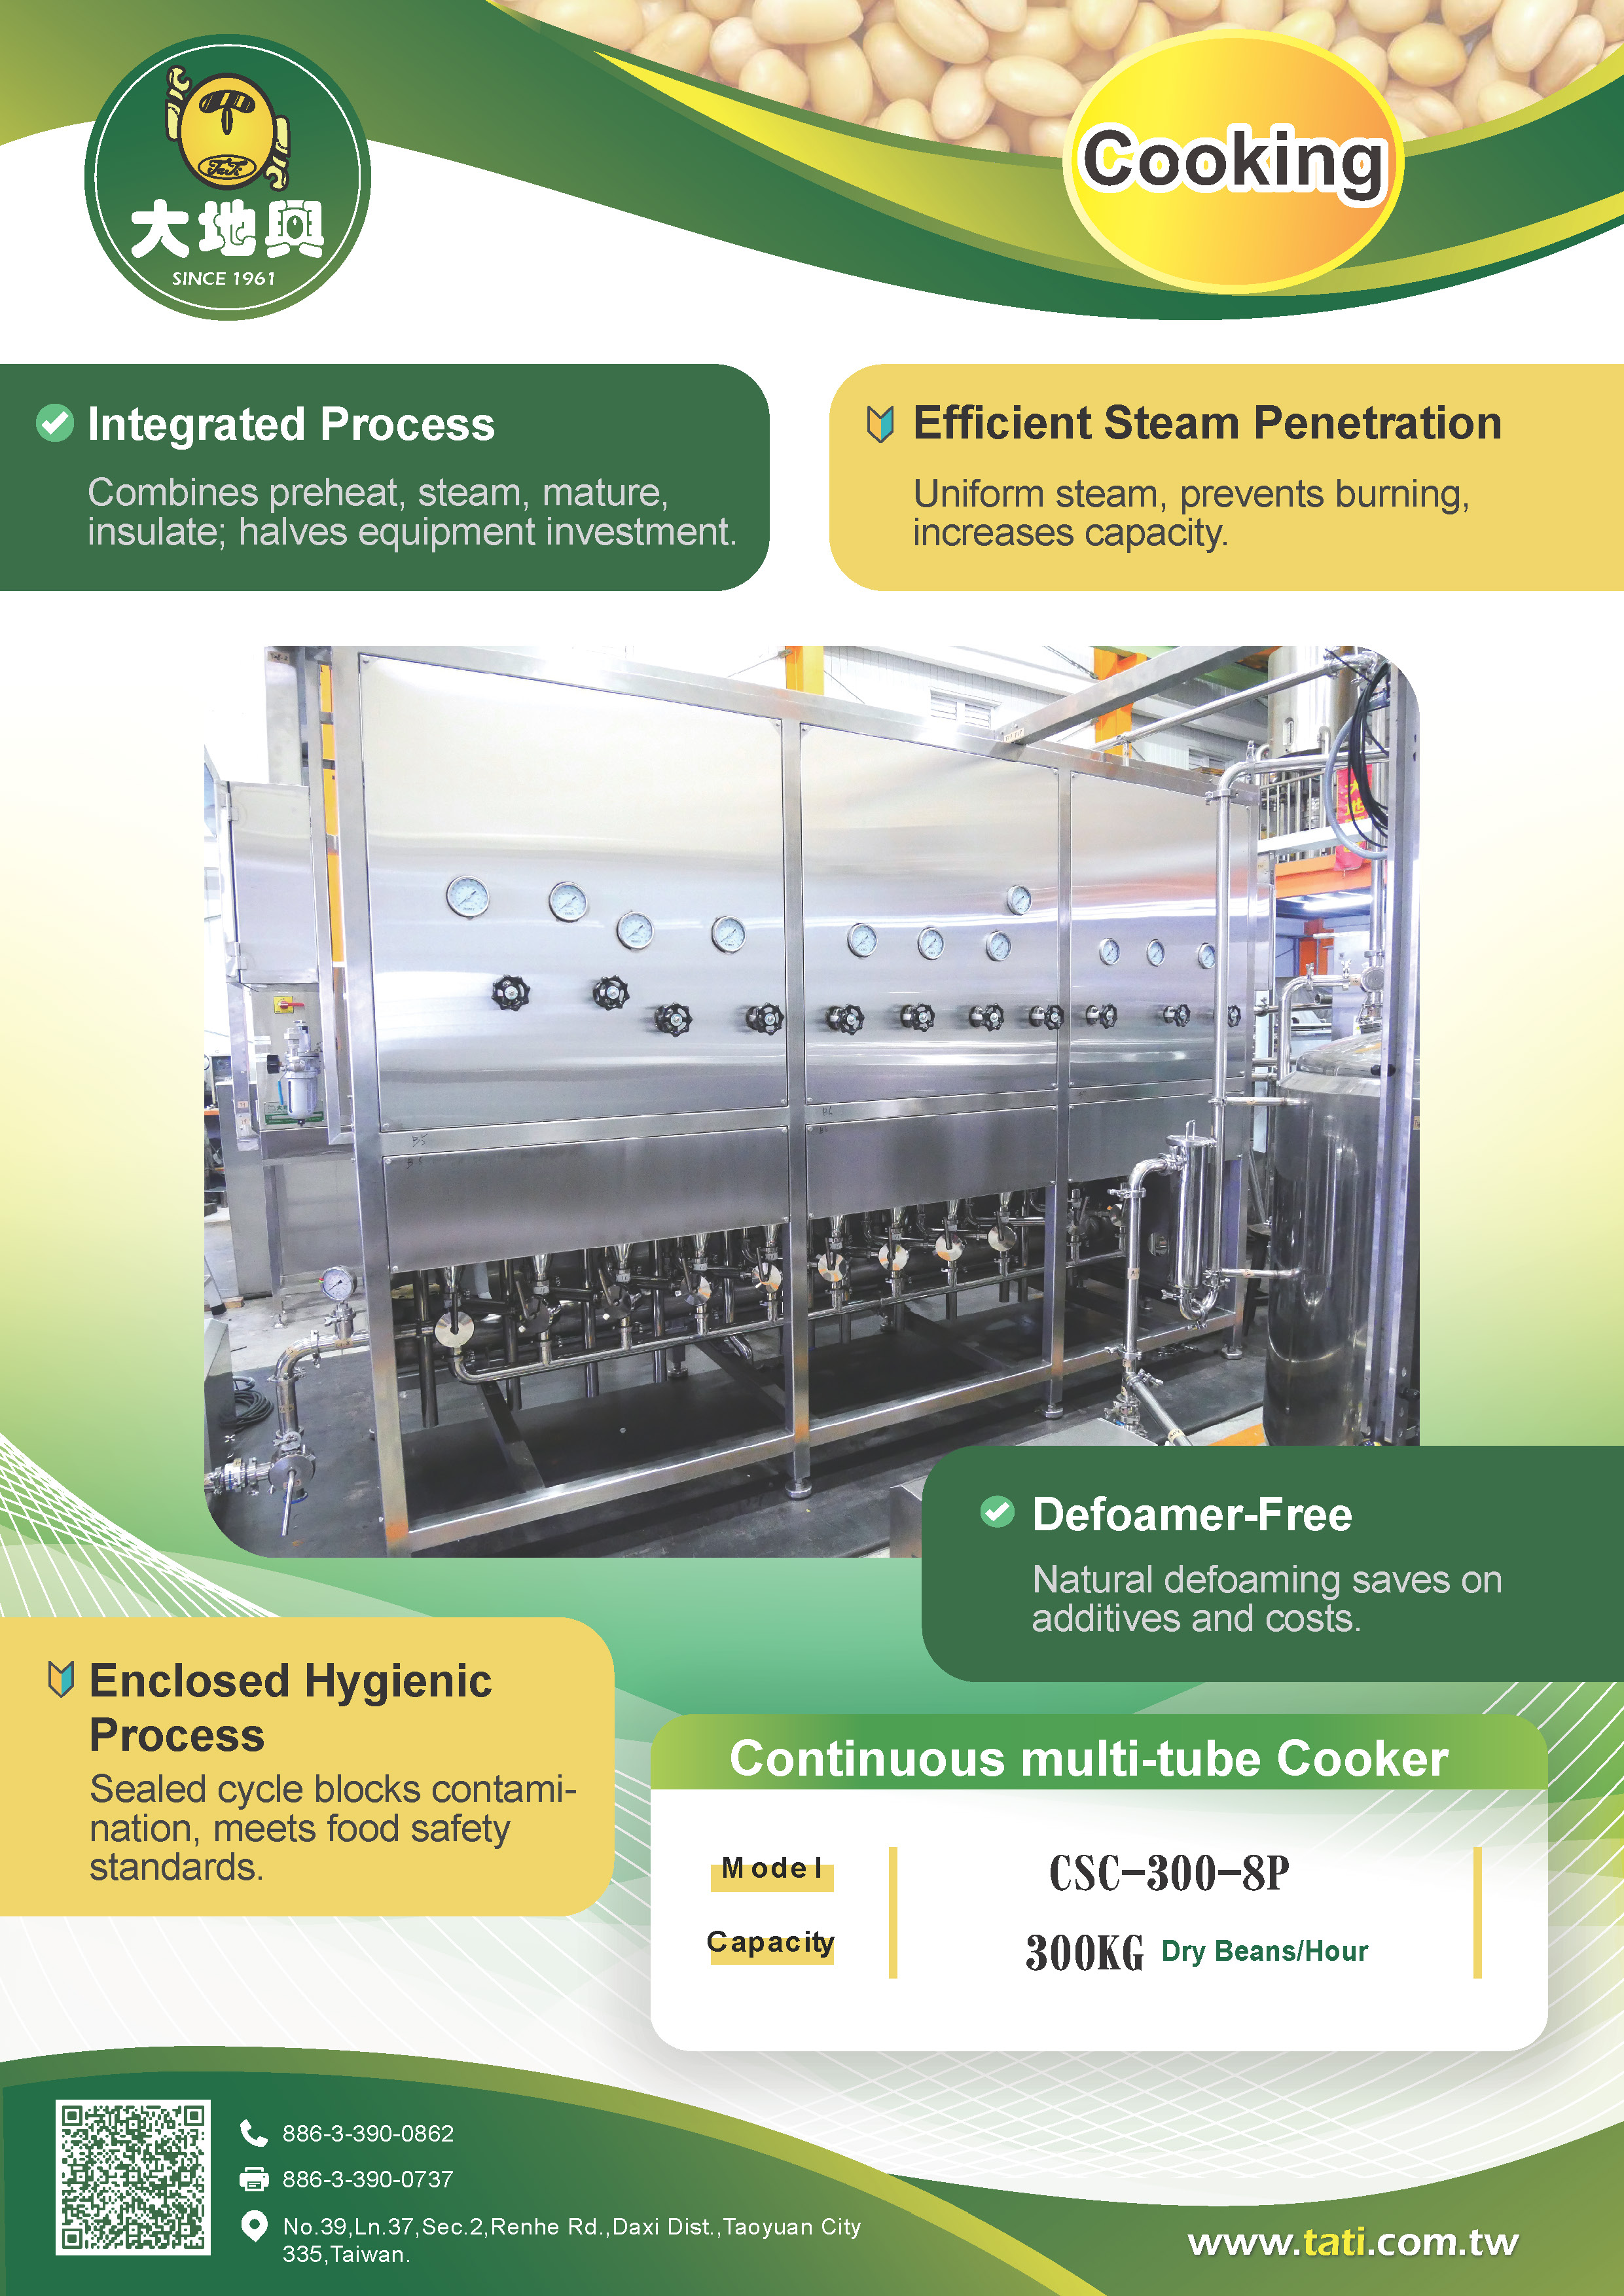 TaTi
大地興
SINCE 1961
Cooking
Integrated Process
Combines preheat, steam, mature,
insulate; halves equipment investment.
Efficient Steam Penetration
Uniform steam, prevents burning,
increases capacity.
B5
Defoamer-Free
Natural defoaming saves on
additives and costs.
Enclosed Hygienic
Process
Sealed cycle blocks contami-
nation, meets food safety
standards.
Continuous multi-tube Cooker
Model
CSC-300-8P
Capacity
300KG Dry Beans/Hour
886-3-390-0862
886-3-390-0737
No.39,Ln.37,Sec.2,Renhe Rd.,Daxi Dist.,Taoyuan City
335,Taiwan.
www.tati.com.tw